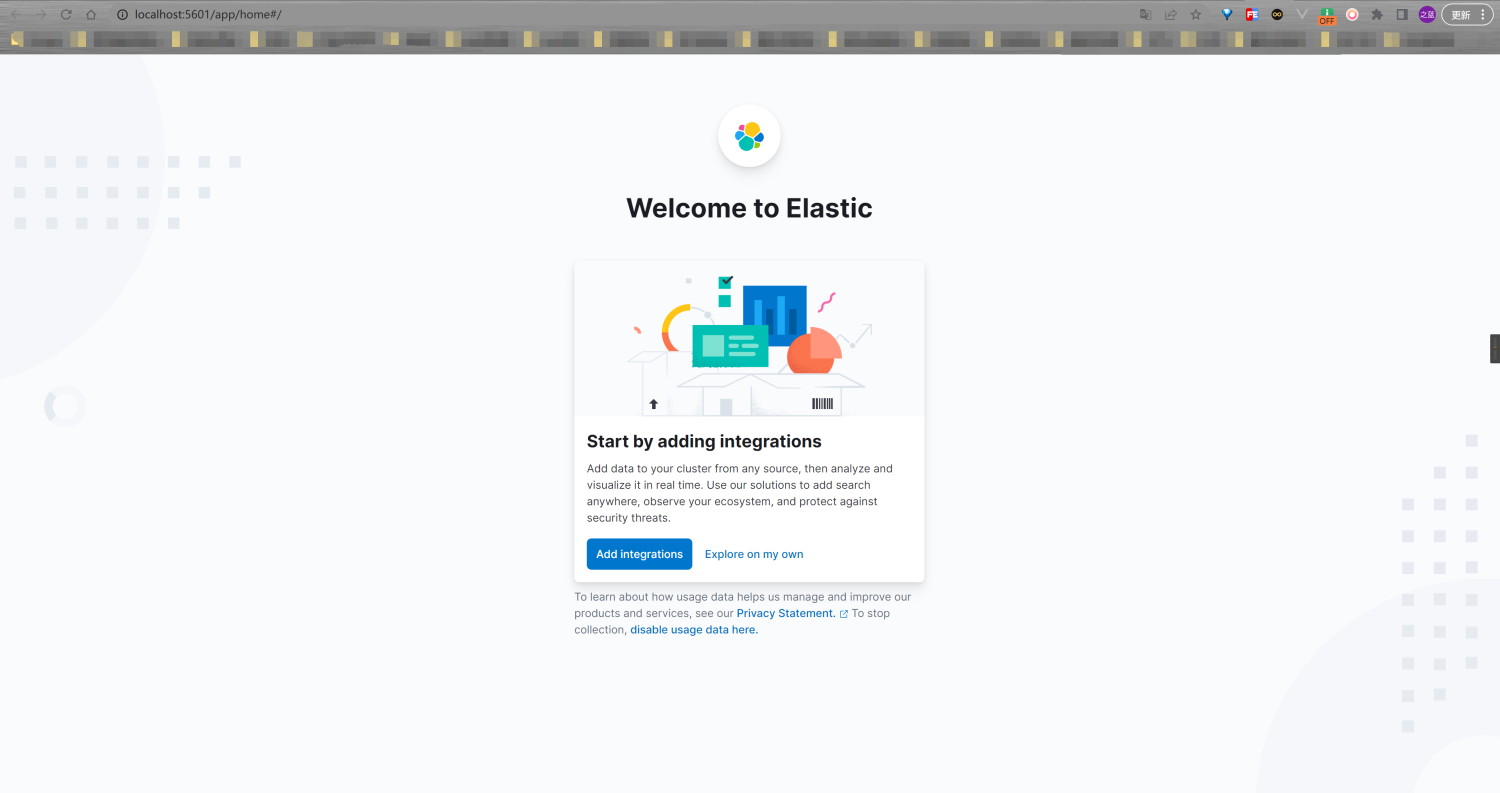 localhost:5601/app/home#/
FE
OFF
之蓝
更新
Welcome to Elastic
Start by adding integrations
Add data to your cluster from any source, then analyze and
visualize it in real time. Use our solutions to add search
anywhere, observe your ecosystem, and protect against
security threats.
Add integrations
Explore on my own
To learn about how usage data helps us manage and improve our
products and services, see our Privacy Statement. To stop
collection, disable usage data here.